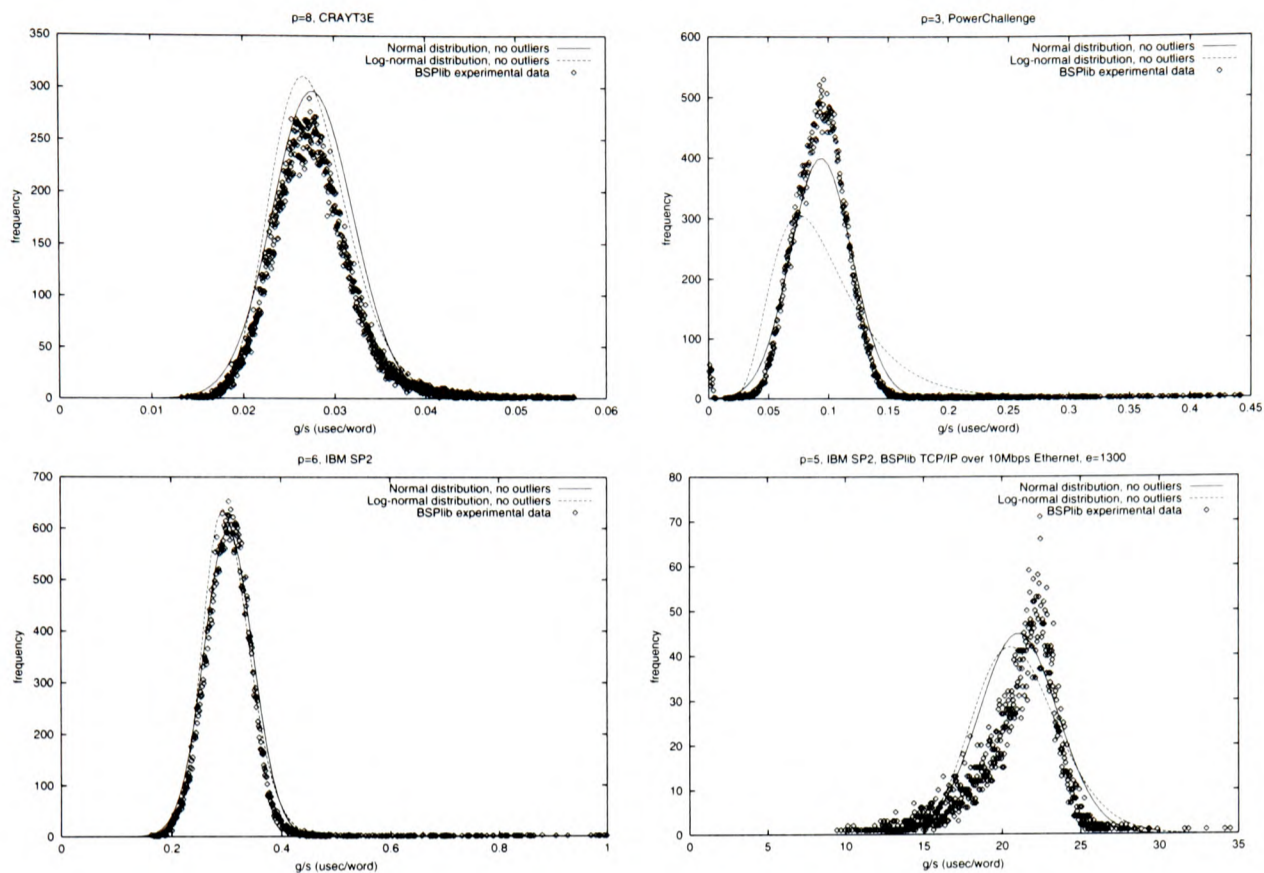 p=8, CRAYT3E
350
300
250
200
150
100
50
0
frequency
Normal distribution, no outliers
Log-normal distribution, no outliers
BSPlib experimental data
0
0.01
0.02
0.03
0.04
0.05
0.06
g/s (usec/word)
p=3, PowerChallenge
600
500
400
300
200
100
0
frequency
Normal distribution, no outliers
Log-normal distribution, no outliers
BSPlib experimental data
0
0.05
0.1
0.15
0.2
0.25
0.3
0.35
0.4
0.45
g/s (usec/word)
p=6, IBM SP2
700
600
500
400
300
200
100
0
frequency
Normal distribution, no outliers
Log-normal distribution, no outliers
BSPlib experimental data
0
0.2
0.4
0.6
0.8
1
g/s (usec/word)
p=5, IBM SP2, BSPlib TCP/IP over 10Mbps Ethernet, e=1300
80
70
60
50
40
30
20
10
0
frequency
Normal distribution, no outliers
Log-normal distribution, no outliers
BSPlib experimental data
0
5
10
15
20
25
30
35
g/s (usec/word)